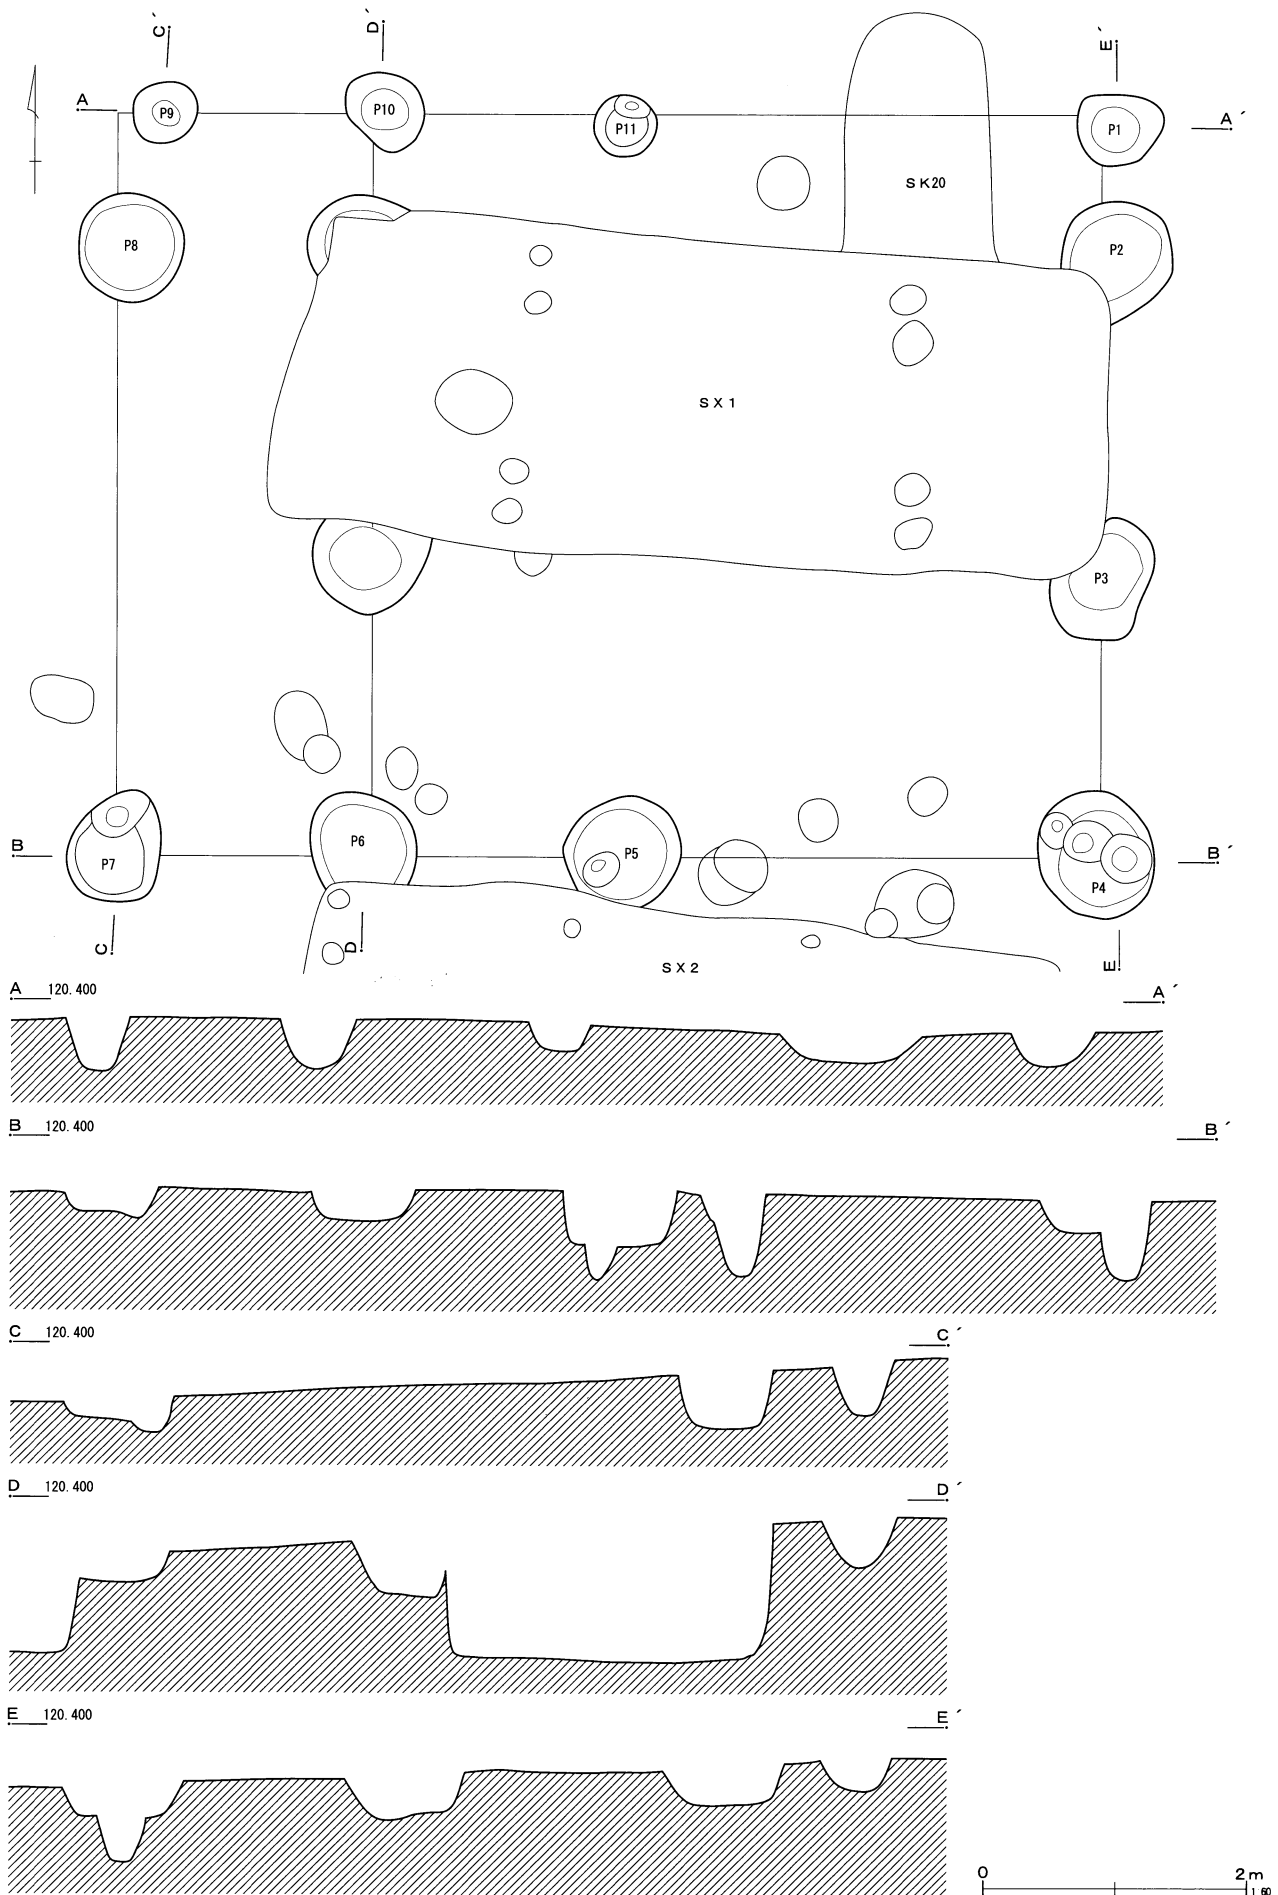 C´ D´ E´
A P9 P10 P11 P1 A´
SK20
P8 P2
SX1
P3
B P7 P6 P5 P4 B´
C D E
SX2
A 120.400 A´
B 120.400 B´
C 120.400 C´
D 120.400 D´
E 120.400 E´
0 2m
1:60